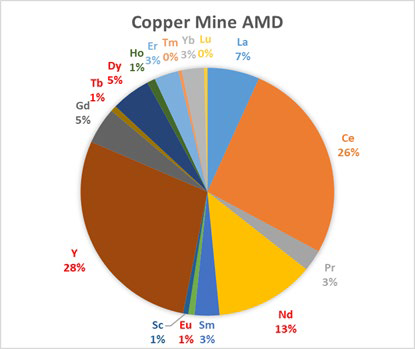 Copper Mine AMD
La
7%
Ce
26%
Pr
3%
Nd
13%
Sm
3%
Eu
1%
Sc
1%
Y
28%
Gd
5%
Tb
1%
Dy
5%
Ho
1%
Er
3%
Tm
0%
Yb
3%
Lu
0%